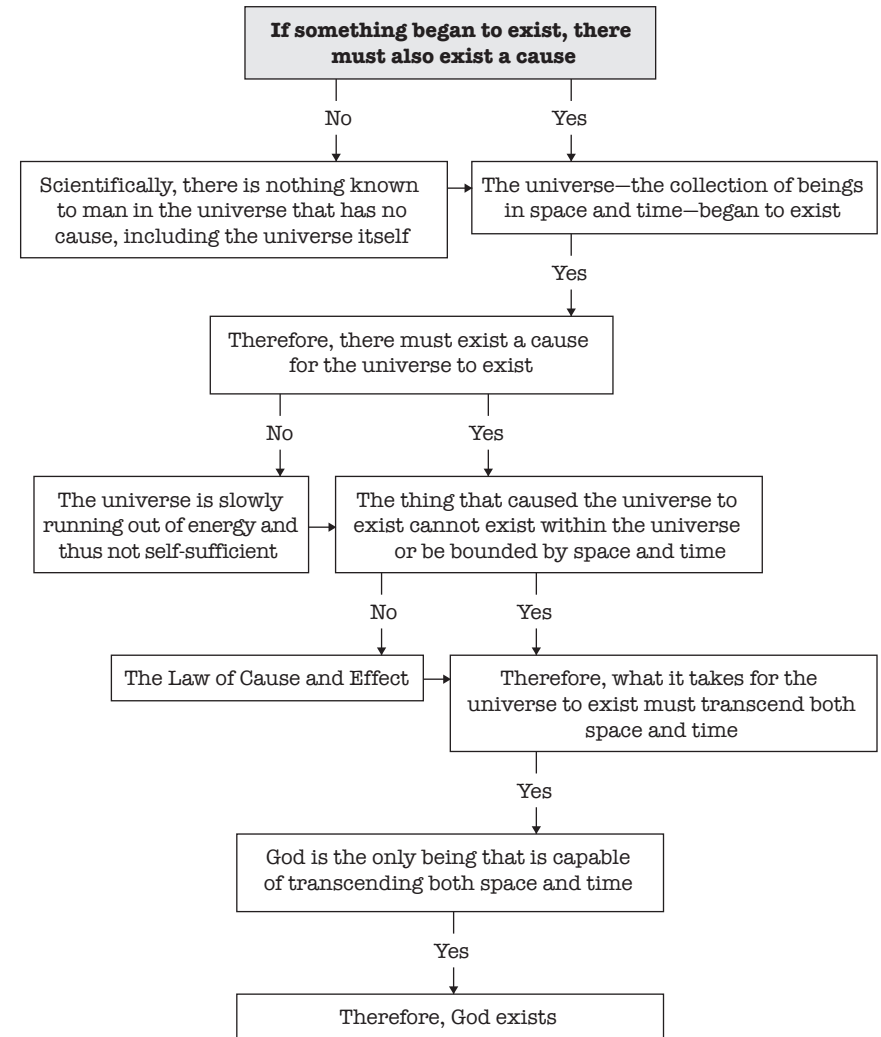 If something began to exist, there
must also exist a cause
No
Yes
Scientifically, there is nothing known
to man in the universe that has no
cause, including the universe itself
The universe—the collection of beings
in space and time—began to exist
Yes
Therefore, there must exist a cause
for the universe to exist
No
Yes
The universe is slowly
running out of energy and
thus not self-sufficient
The thing that caused the universe to
exist cannot exist within the universe
or be bounded by space and time
No
Yes
The Law of Cause and Effect
Therefore, what it takes for the
universe to exist must transcend both
space and time
Yes
God is the only being that is capable
of transcending both space and time
Yes
Therefore, God exists